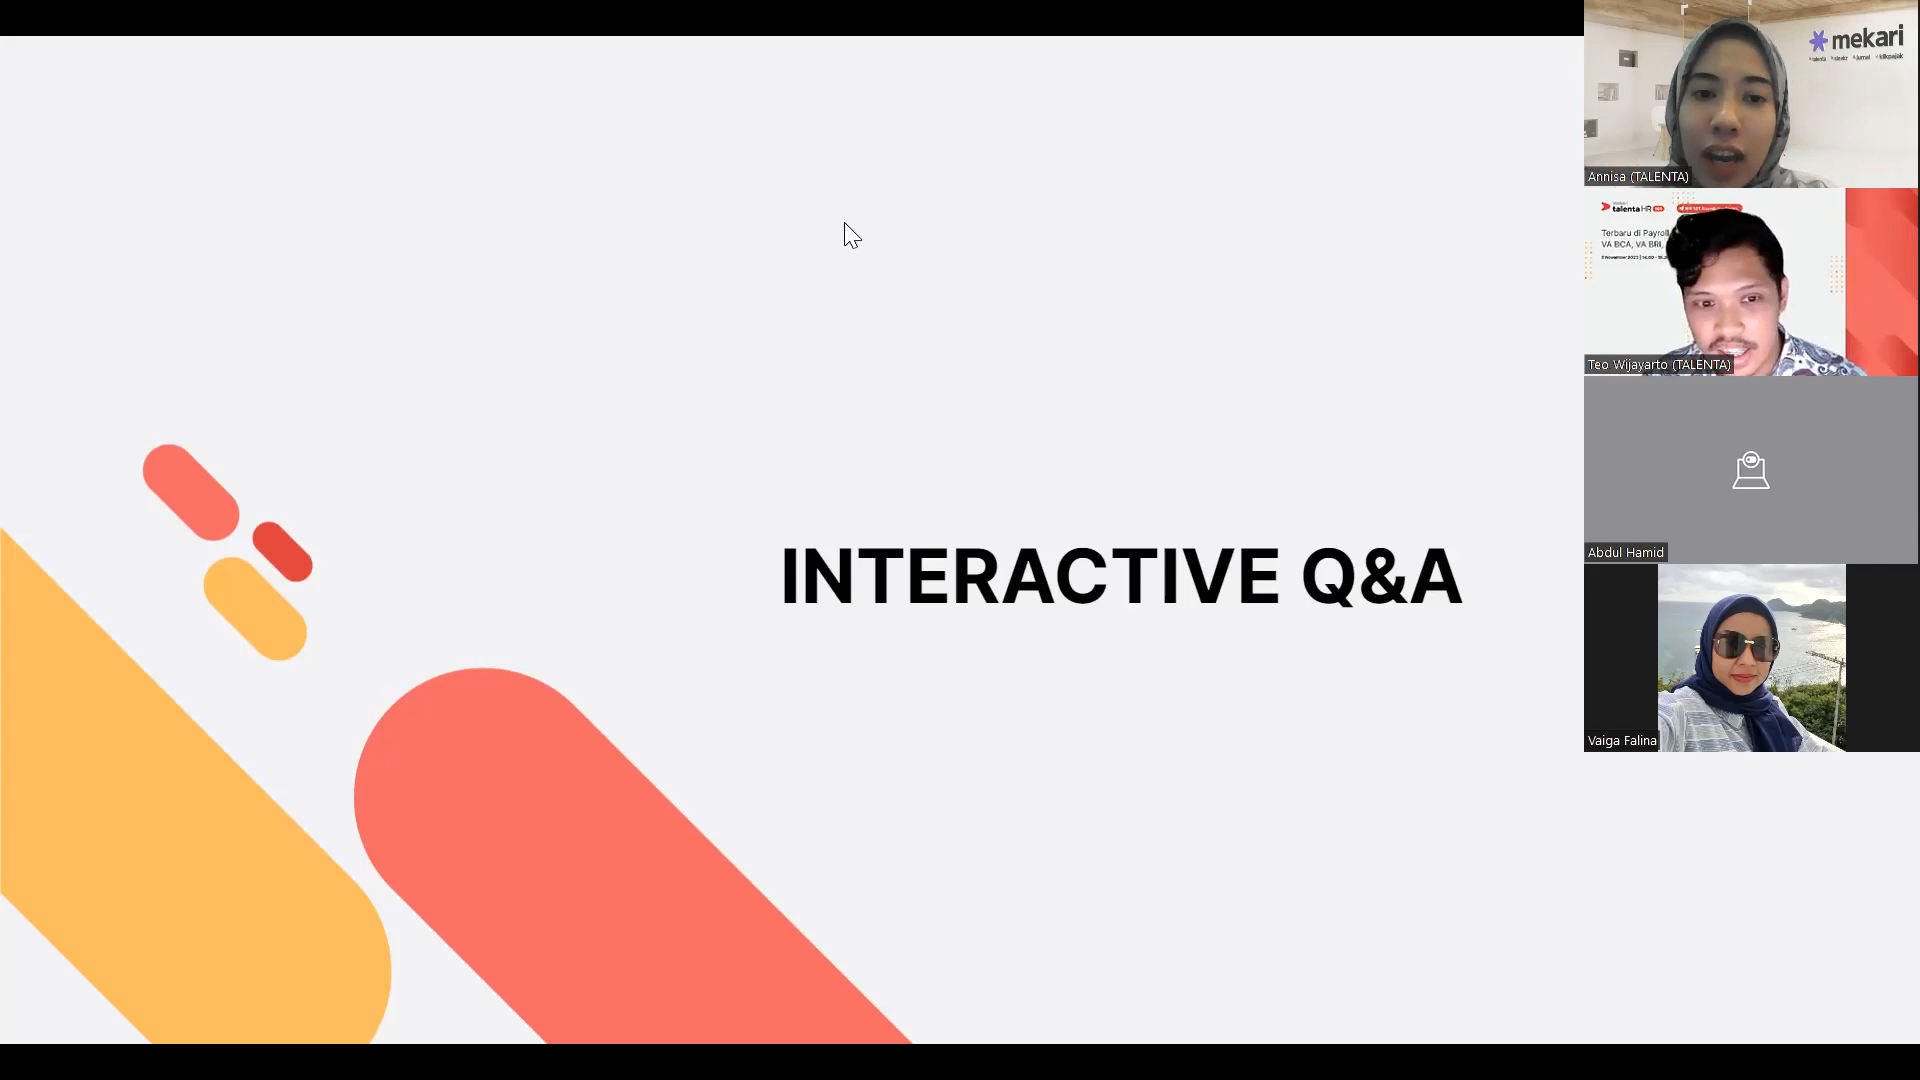 INTERACTIVE Q&A
mekari
Annisa (TALENTA)
talenta HR
Terbaru di Payroll
VA BCA, VA BRI,
Teo Wijayarto (TALENTA)
Abdul Hamid
Vaiga Falina